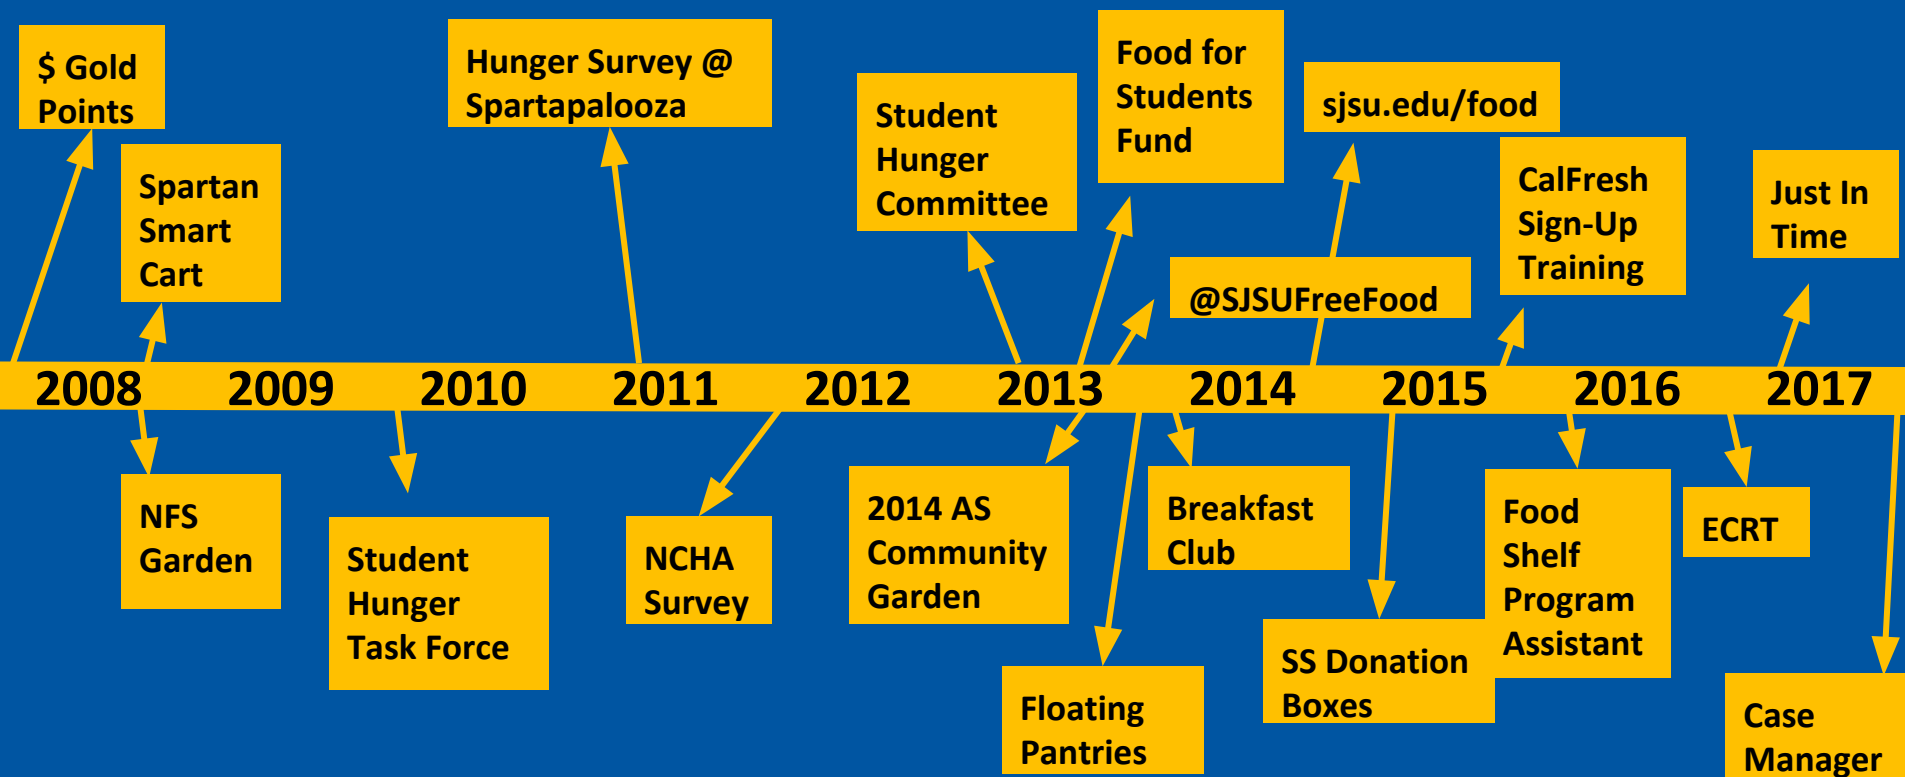 $ Gold
Points
Spartan
Smart
Cart
Hunger Survey @
Spartapalooza
Student
Hunger
Committee
Food for
Students
Fund
@SJSUFreeFood
sjsu.edu/food
CalFresh
Sign-Up
Training
Just In
Time
2008 2009 2010 2011 2012 2013 2014 2015 2016 2017
NFS
Garden
Student
Hunger
Task Force
NCHA
Survey
2014 AS
Community
Garden
Floating
Pantries
Breakfast
Club
SS Donation
Boxes
Food
Shelf
Program
Assistant
ECRT
Case
Manager